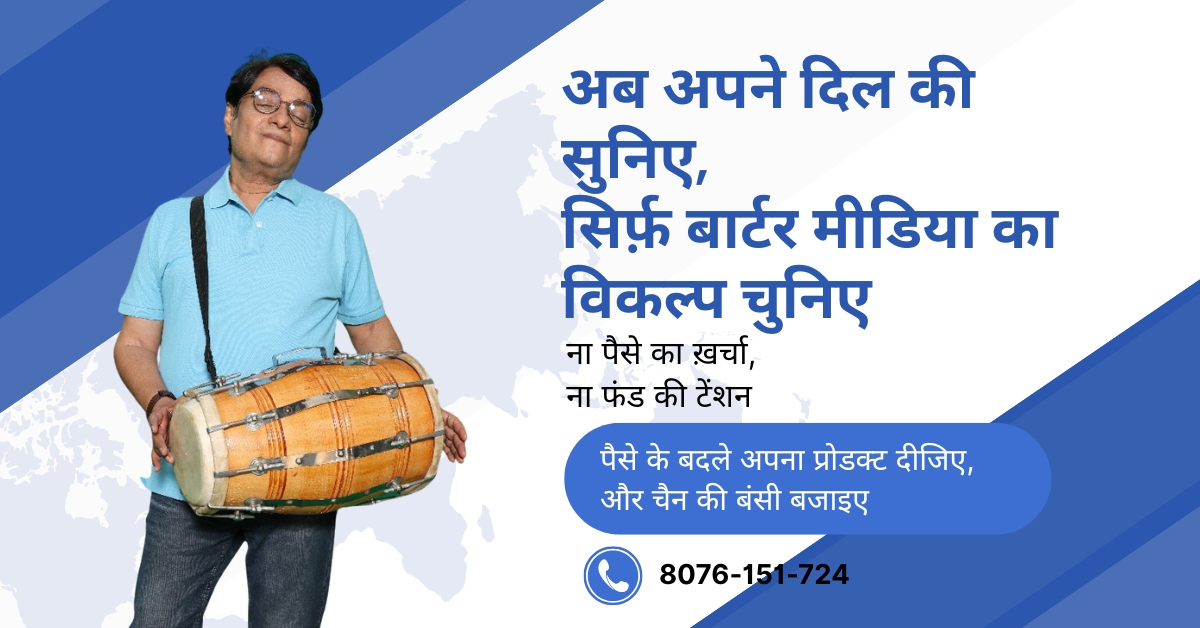 अब अपने दिल की
सुनिए,
सिर्फ़ बार्टर मीडिया का
विकल्प चुनिए
ना पैसे का ख़र्चा,
ना फंड की टेंशन
पैसे के बदले अपना प्रोडक्ट दीजिए,
और चैन की बंसी बजाइए
8076-151-724